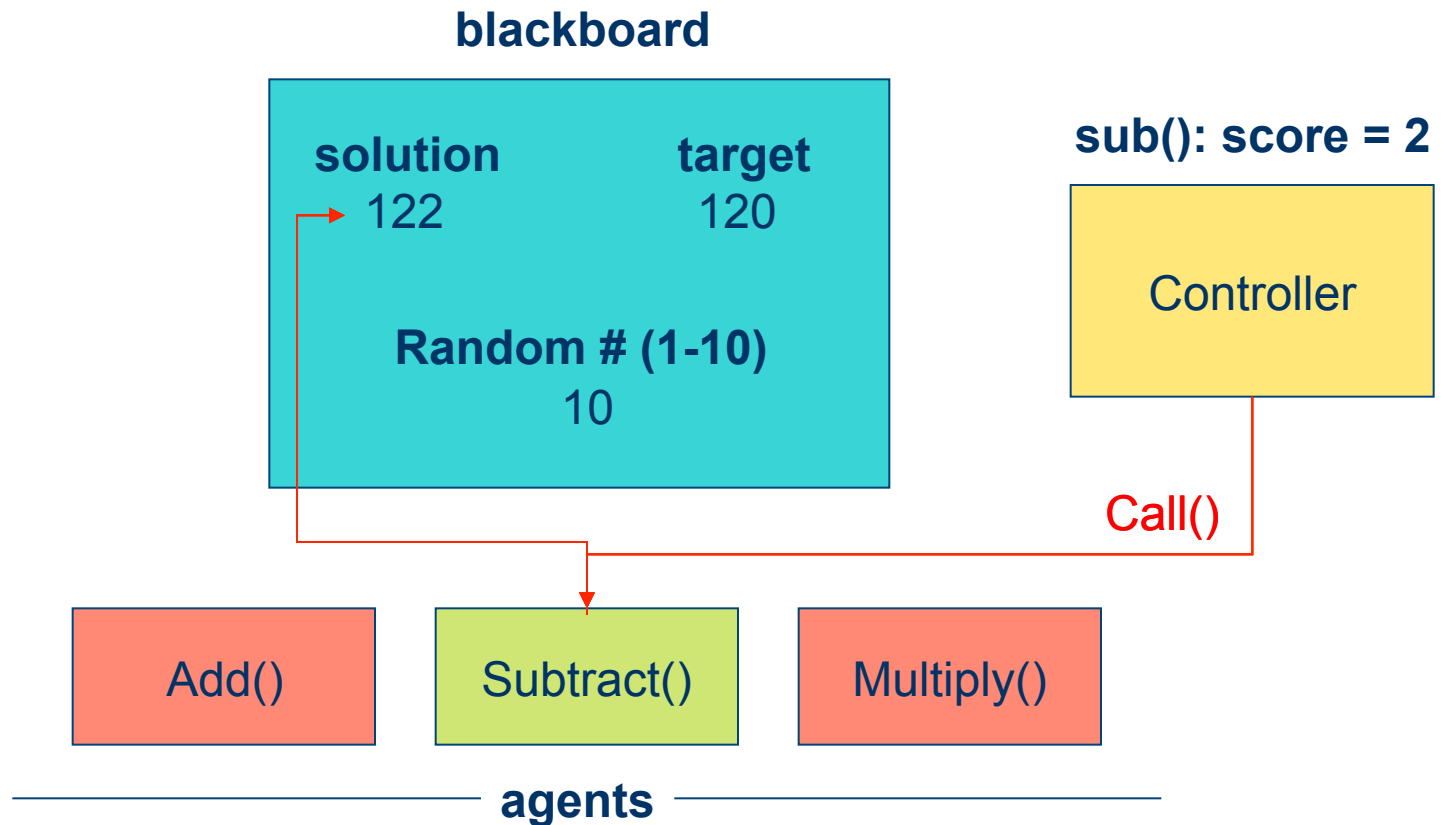 blackboard
solution
122
target
120
Random # (1-10)
10
sub(): score = 2
Controller
Call()
Add()
Subtract()
Multiply()
agents